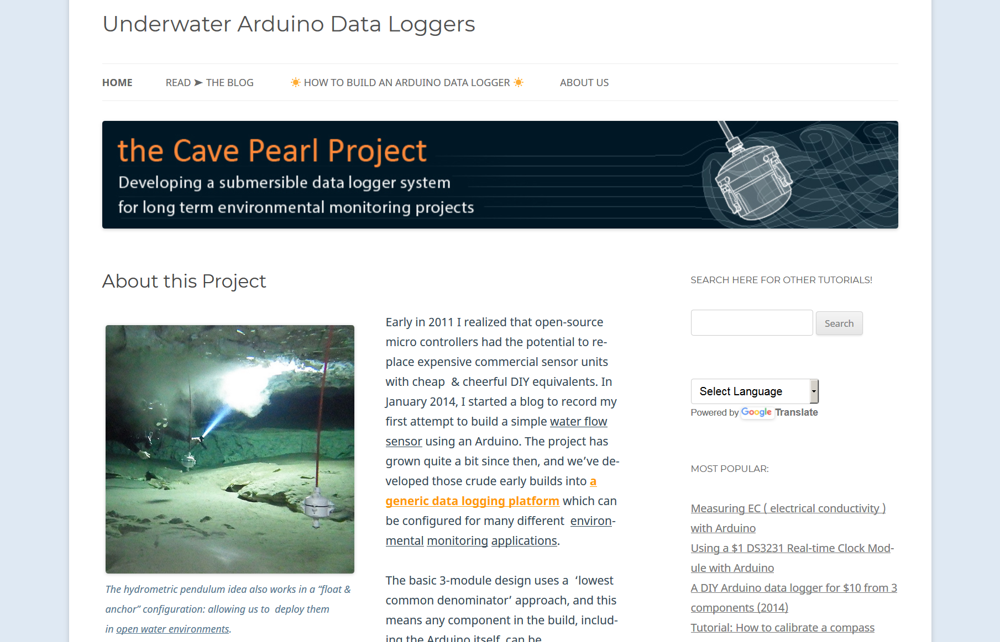 Underwater Arduino Data Loggers
HOME
READ ➤ THE BLOG
☀ HOW TO BUILD AN ARDUINO DATA LOGGER ☀
ABOUT US
the Cave Pearl Project
Developing a submersible data logger system
for long term environmental monitoring projects
About this Project
The hydrometric pendulum idea also works in a “float &
anchor” configuration: allowing us to  deploy them
in open water environments.
Early in 2011 I realized that open-source
micro controllers had the potential to re-
place expensive commercial sensor units
with cheap  & cheerful DIY equivalents. In
January 2014, I started a blog to record my
first attempt to build a simple water flow
sensor using an Arduino. The project has
grown quite a bit since then, and we’ve de-
veloped those crude early builds into a
generic data logging platform which can
be configured for many different  environ-
mental monitoring applications.
The basic 3-module design uses a  ‘lowest
common denominator’ approach, and this
means any component in the build, includ-
ing the Arduino itself, can be
SEARCH HERE FOR OTHER TUTORIALS!
Search
Select Language
Powered by Google Translate
MOST POPULAR:
Measuring EC ( electrical conductivity )
with Arduino
Using a $1 DS3231 Real-time Clock Mod-
ule with Arduino
A DIY Arduino data logger for $10 from 3
components (2014)
Tutorial: How to calibrate a compass